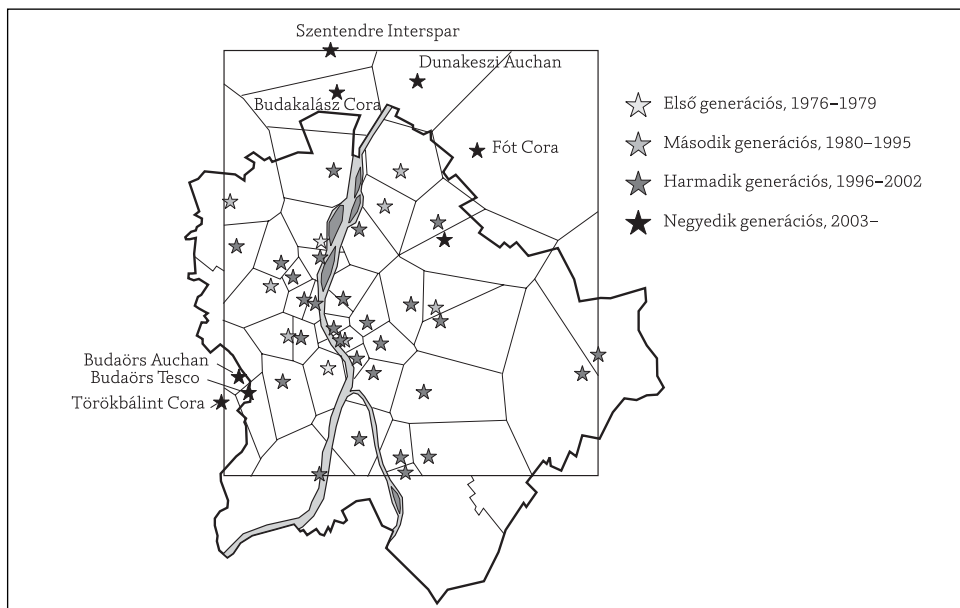 Szentendre Interspar
Dunakeszi Auchan
Budakalász Cora
Fót Cora
Budaörs Auchan
Budaörs Tesco
Törökbálint Cora
Első generációs, 1976–1979
Második generációs, 1980–1995
Harmadik generációs, 1996–2002
Negyedik generációs, 2003–